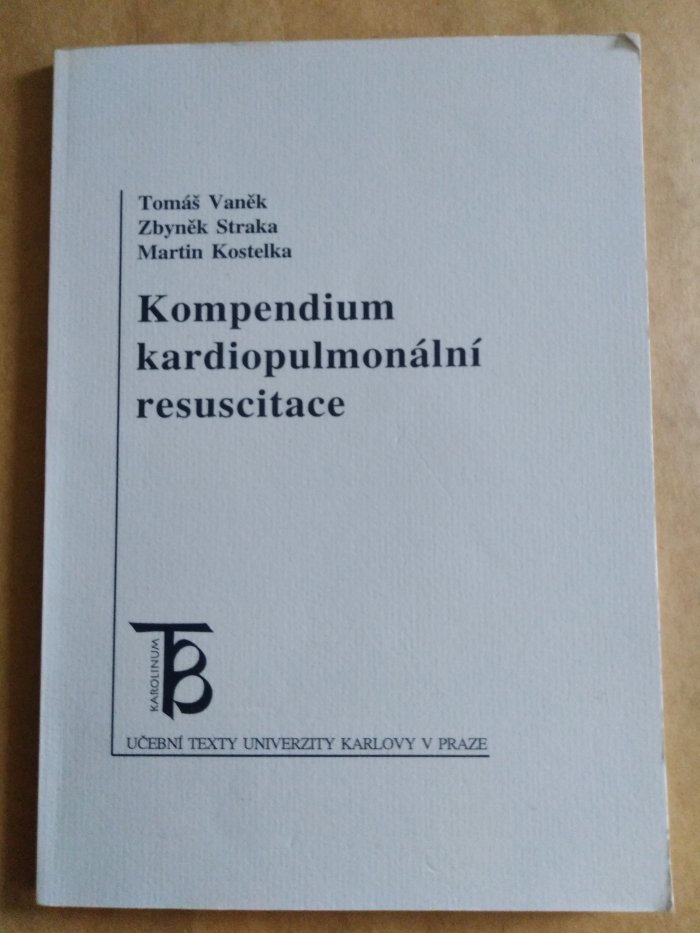 Tomáš Vaněk
Zbyněk Straka
Martin Kostelka
Kompendium
kardiopulmonální
resuscitace
KAROLINUM
UČEBNÍ TEXTY UNIVERZITY KARLOVY V PRAZE